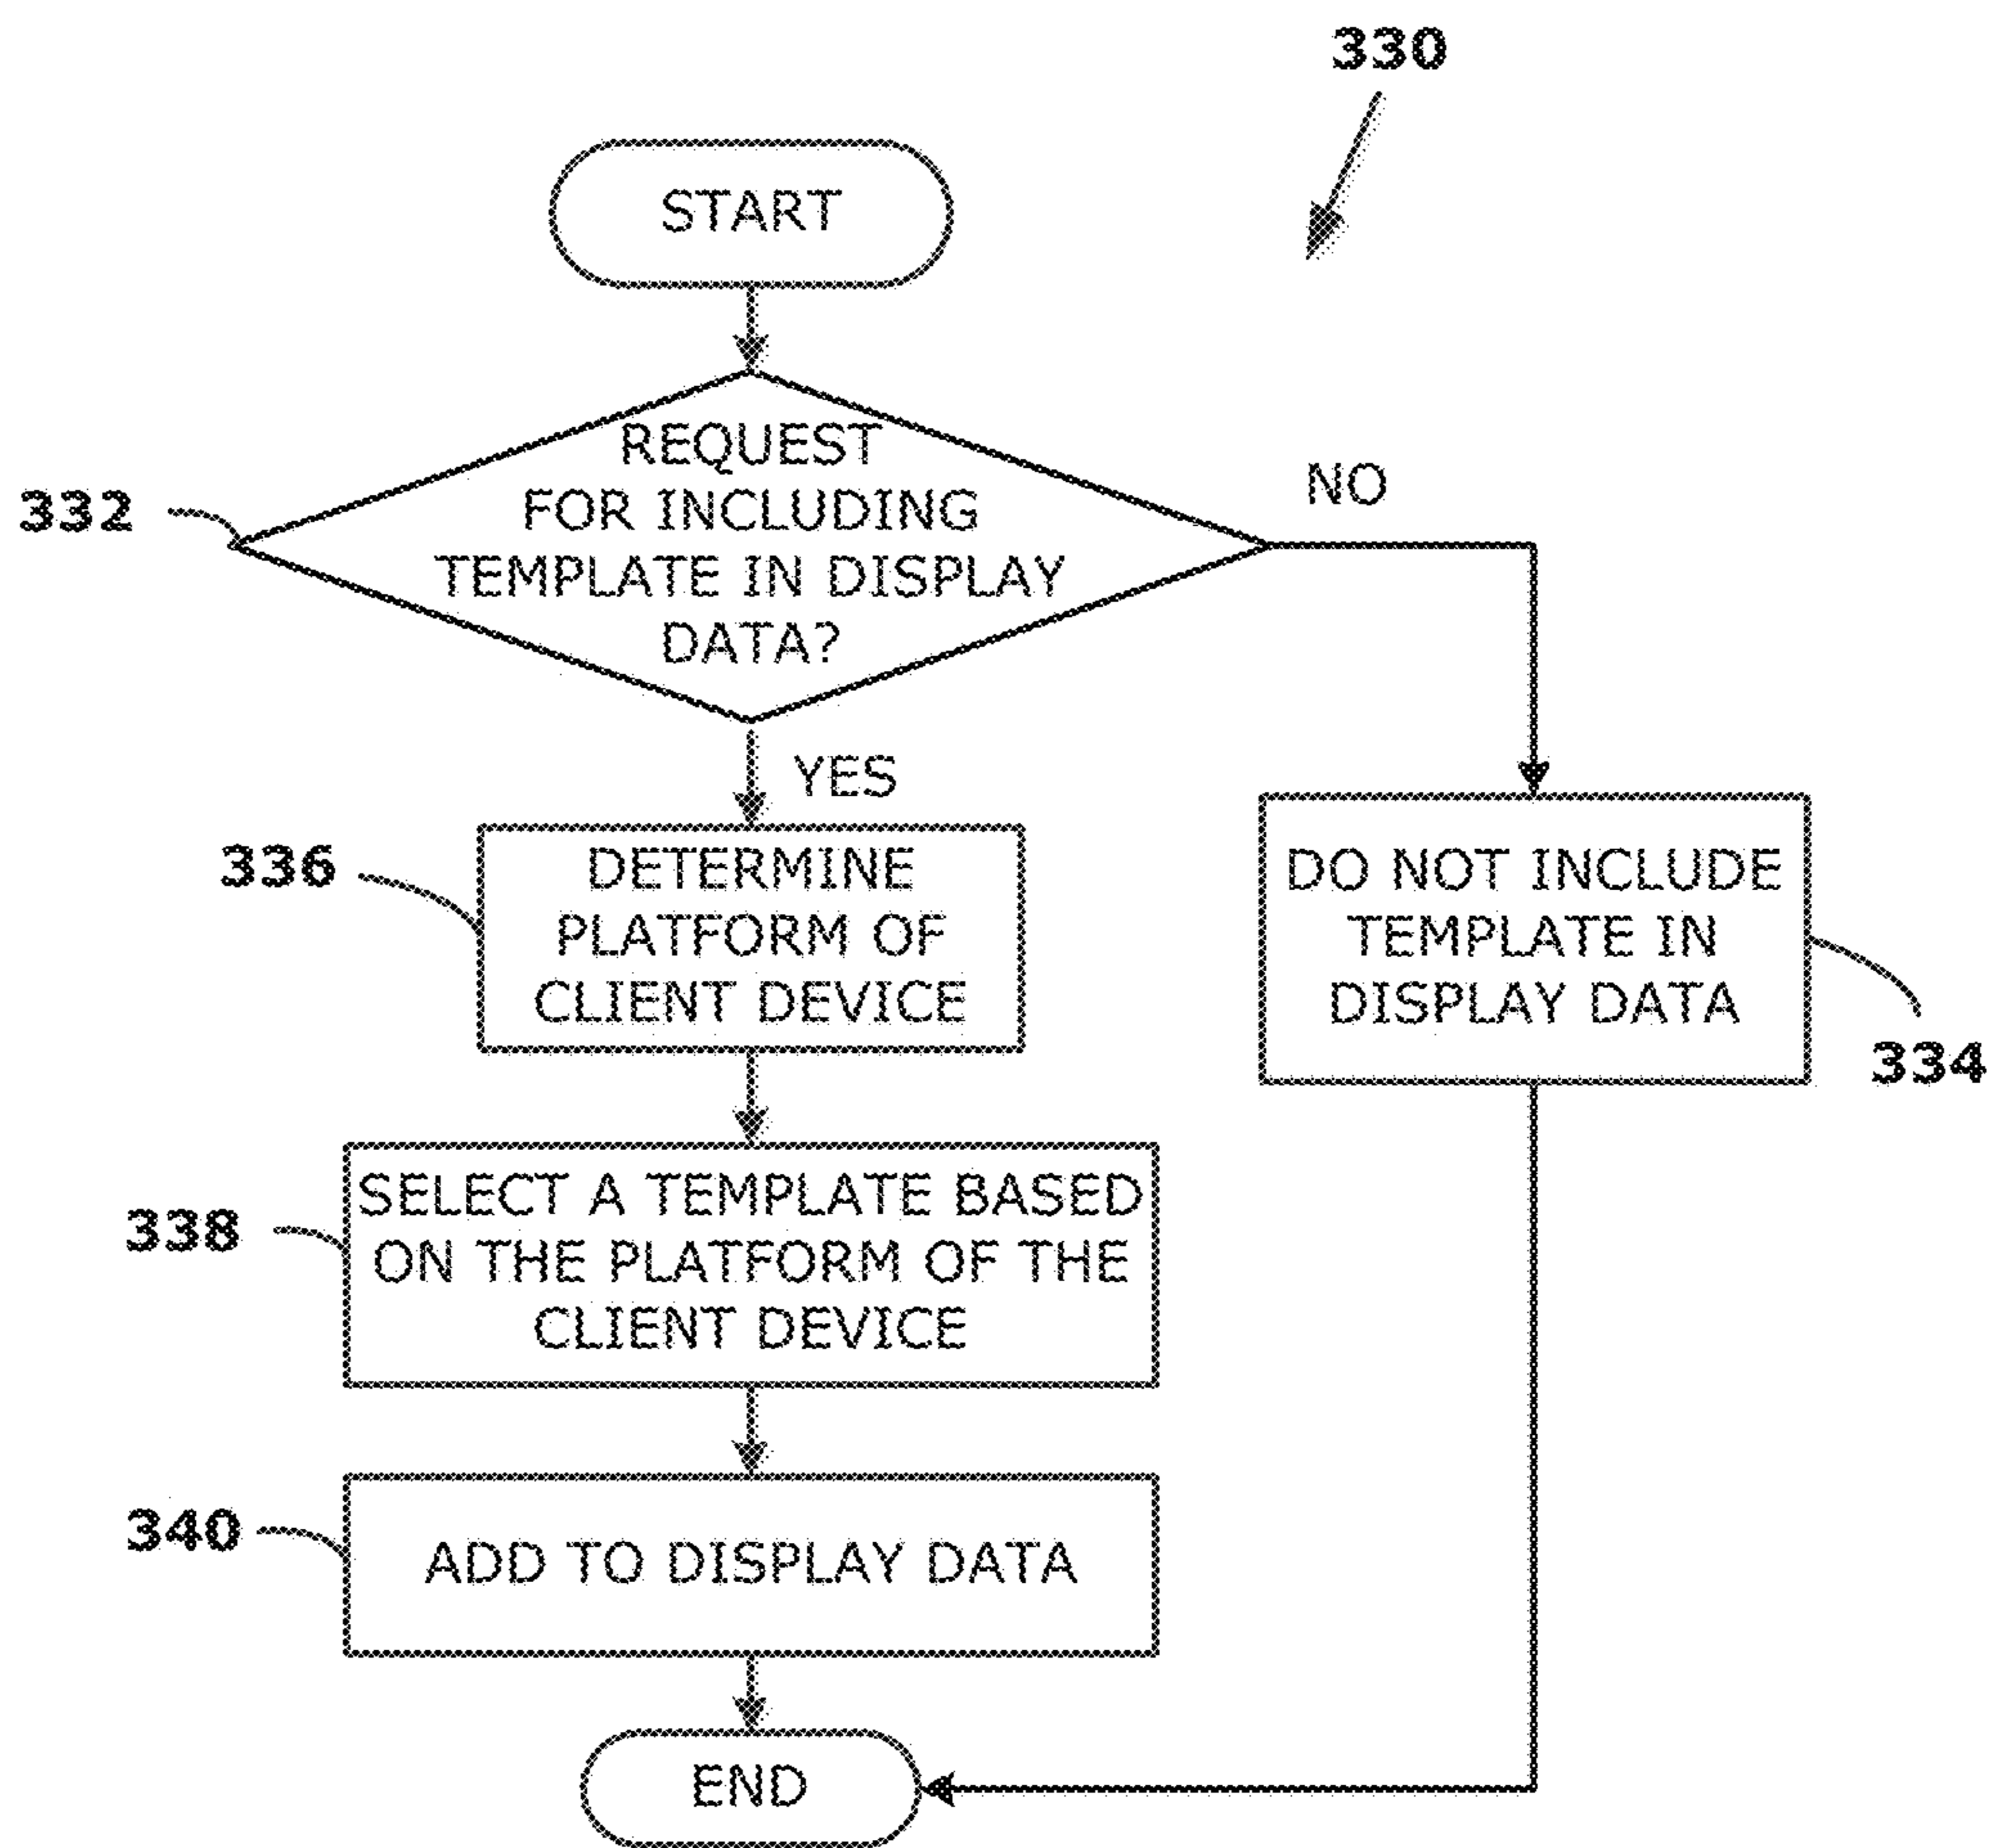 330
START
REQUEST
FOR INCLUDING
TEMPLATE IN DISPLAY
DATA?
332
NO
YES
336
DETERMINE
PLATFORM OF
CLIENT DEVICE
DO NOT INCLUDE
TEMPLATE IN
DISPLAY DATA
334
338
SELECT A TEMPLATE BASED
ON THE PLATFORM OF THE
CLIENT DEVICE
340
ADD TO DISPLAY DATA
END